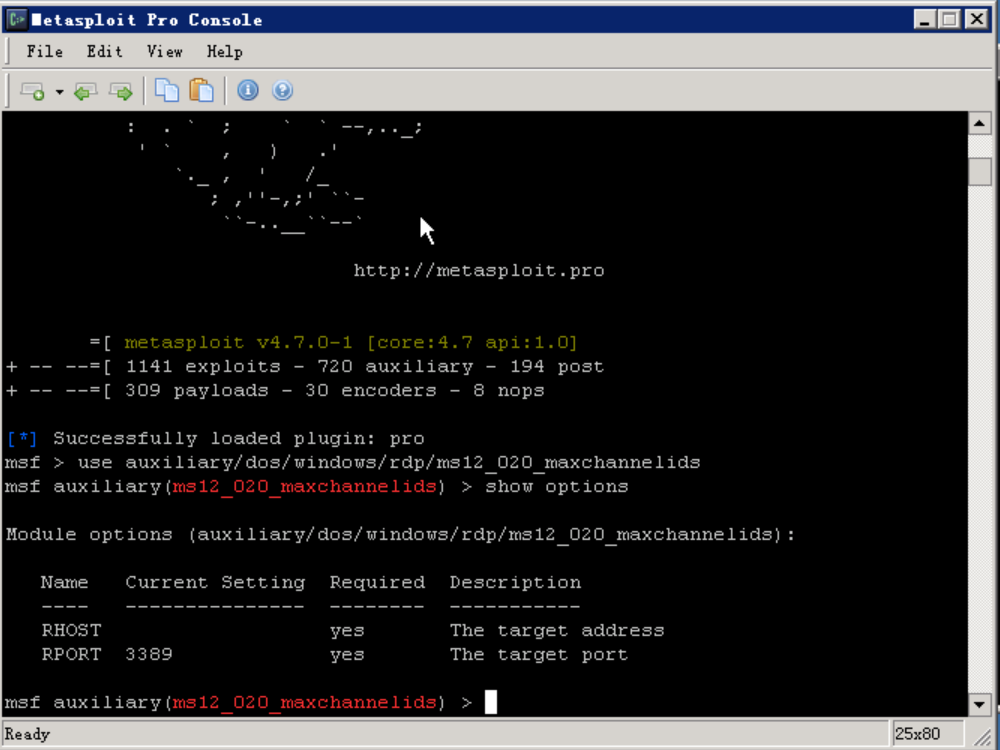 Metasploit Pro Console
File Edit View Help
http://metasploit.pro
=[ metasploit v4.7.0-1 [core:4.7 api:1.0]
+ -- --=[ 1141 exploits - 720 auxiliary - 194 post
+ -- --=[ 309 payloads - 30 encoders - 8 nops
[*] Successfully loaded plugin: pro
msf > use auxiliary/dos/windows/rdp/ms12_020_maxchannelids
msf auxiliary(ms12_020_maxchannelids) > show options
Module options (auxiliary/dos/windows/rdp/ms12_020_maxchannelids):
Name Current Setting Required Description
---- --------------- -------- -----------
RHOST yes The target address
RPORT 3389 yes The target port
msf auxiliary(ms12_020_maxchannelids) >
Ready 25x80